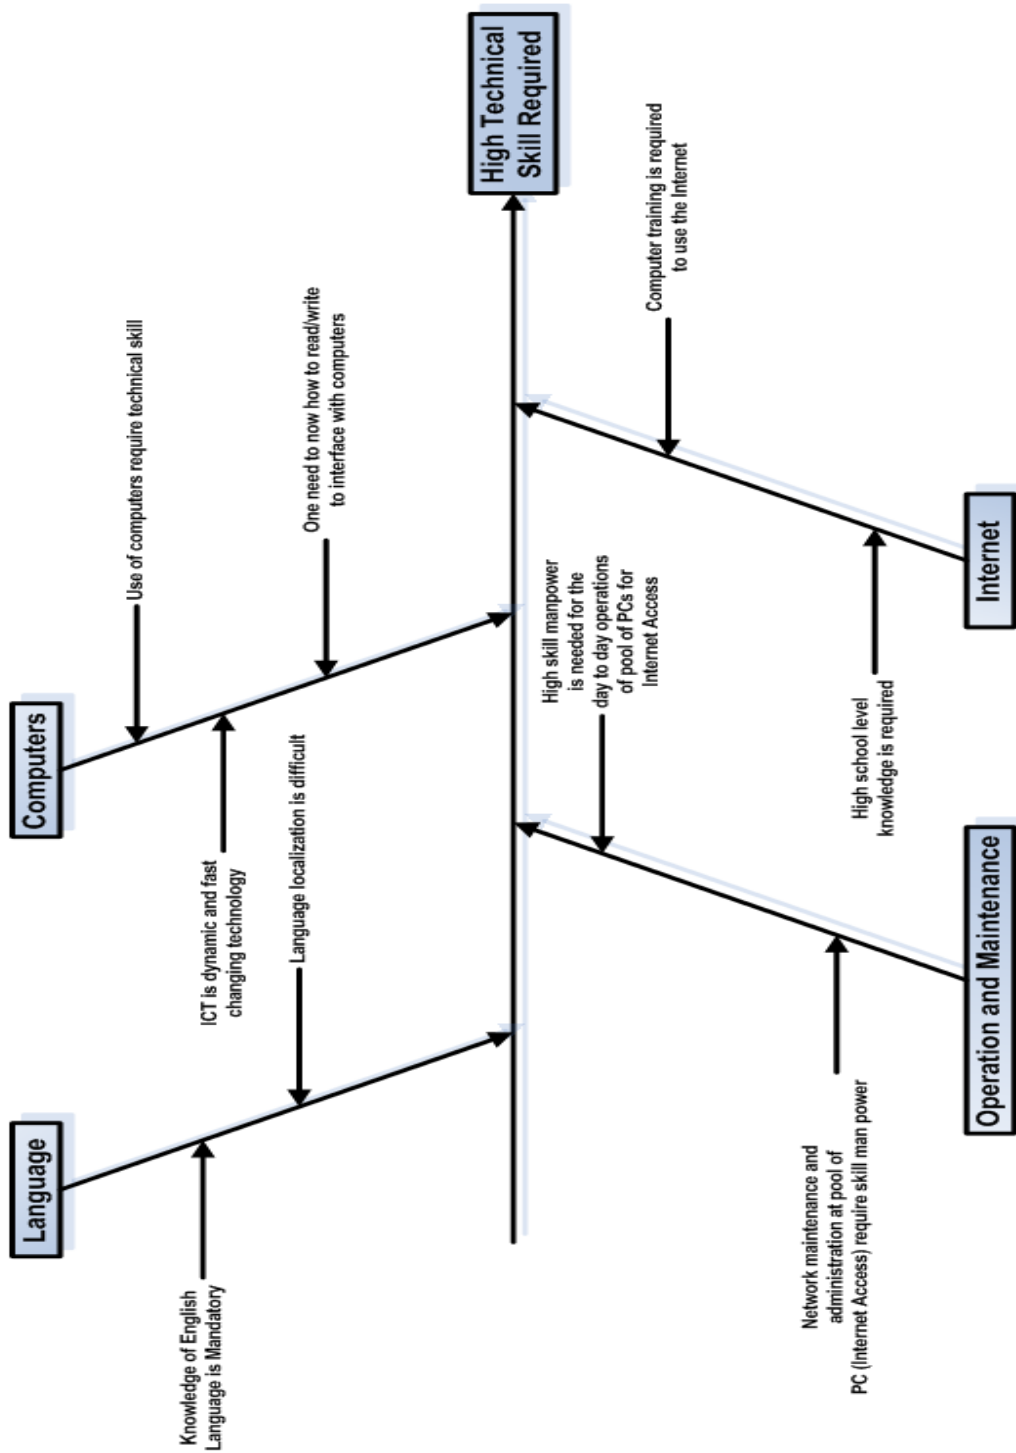 Language
Computers
Knowledge of English
Language is Mandatory
Language localization is difficult
ICT is dynamic and fast
changing technology
Use of computers require technical skill
One need to now how to read/write
to interface with computers
High Technical
Skill Required
Network maintenance and
administration at pool of
PC (Internet Access) require skill man power
High skill manpower
is needed for the
day to day operations
of pool of PCs for
Internet Access
High school level
knowledge is required
Computer training is required
to use the Internet
Operation and Maintenance
Internet